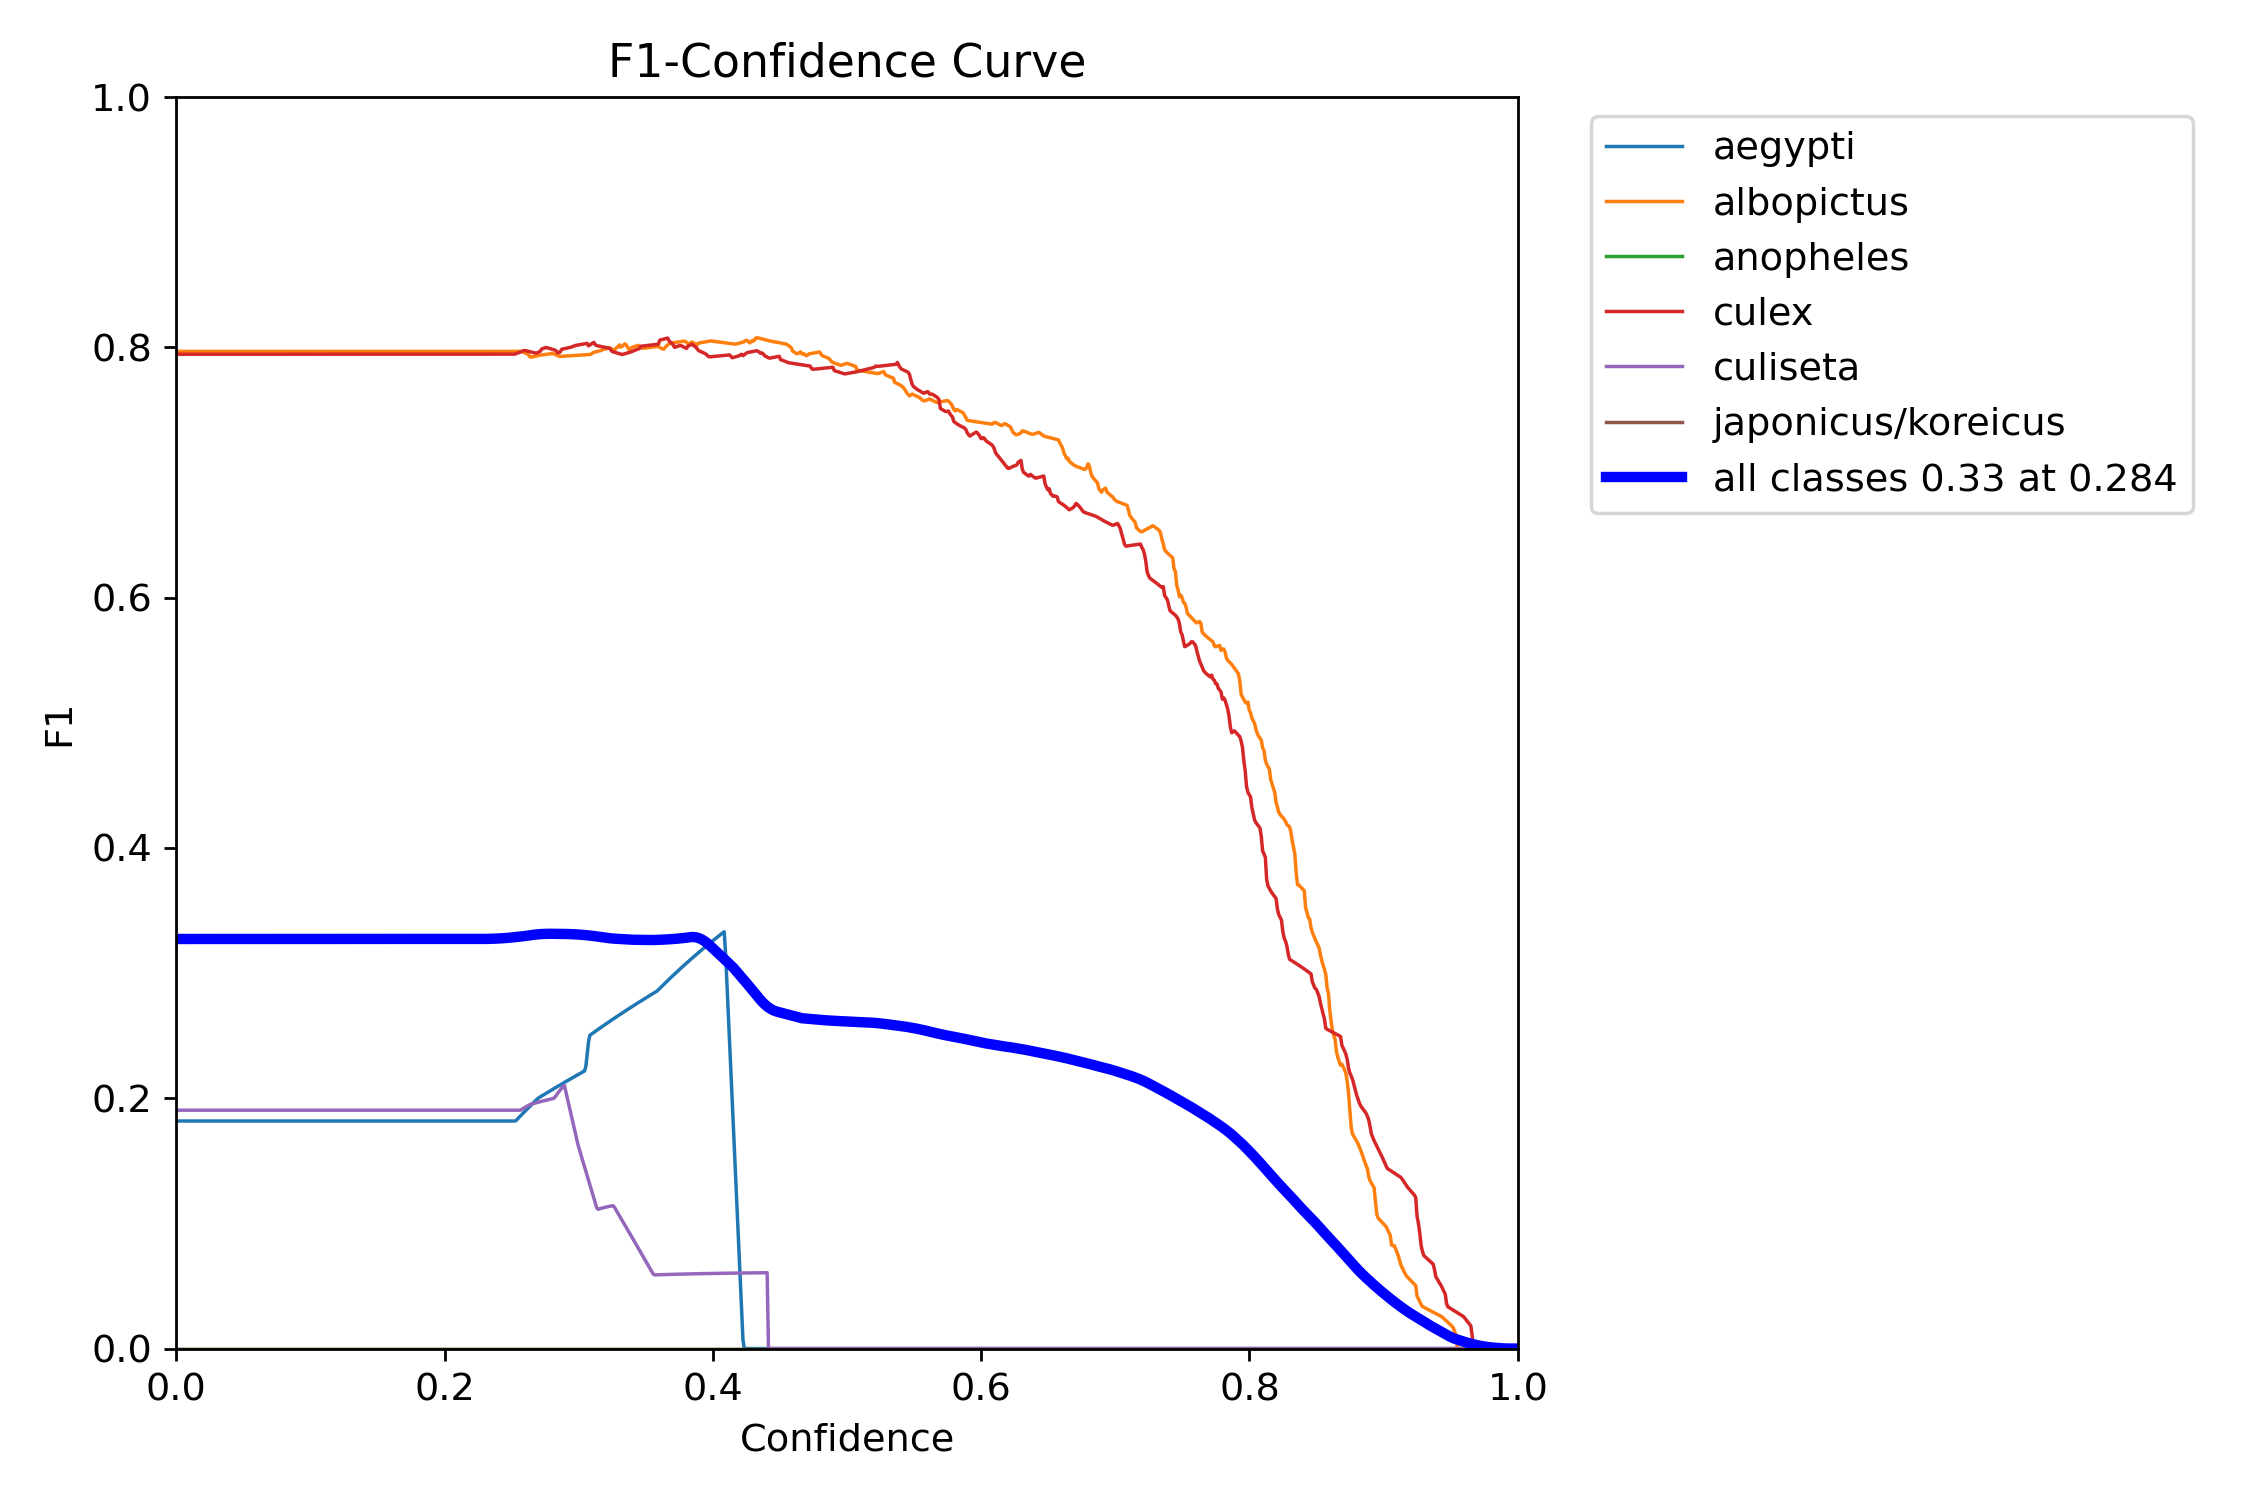 F1-Confidence Curve
1.0
0.8
0.6
0.4
0.2
0.0
F1
0.0 0.2 0.4 0.6 0.8 1.0
Confidence
aegypti
albopictus
anopheles
culex
culiseta
japonicus/koreicus
all classes 0.33 at 0.284